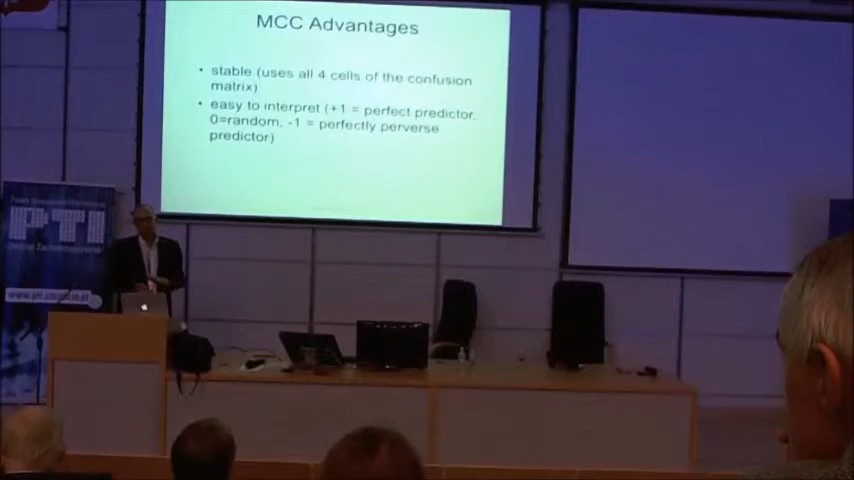 MCC Advantages
• stable (uses all 4 cells of the confusion
matrix)
• easy to interpret (+1 = perfect predictor,
0=random, -1 = perfectly perverse
predictor)
PTI